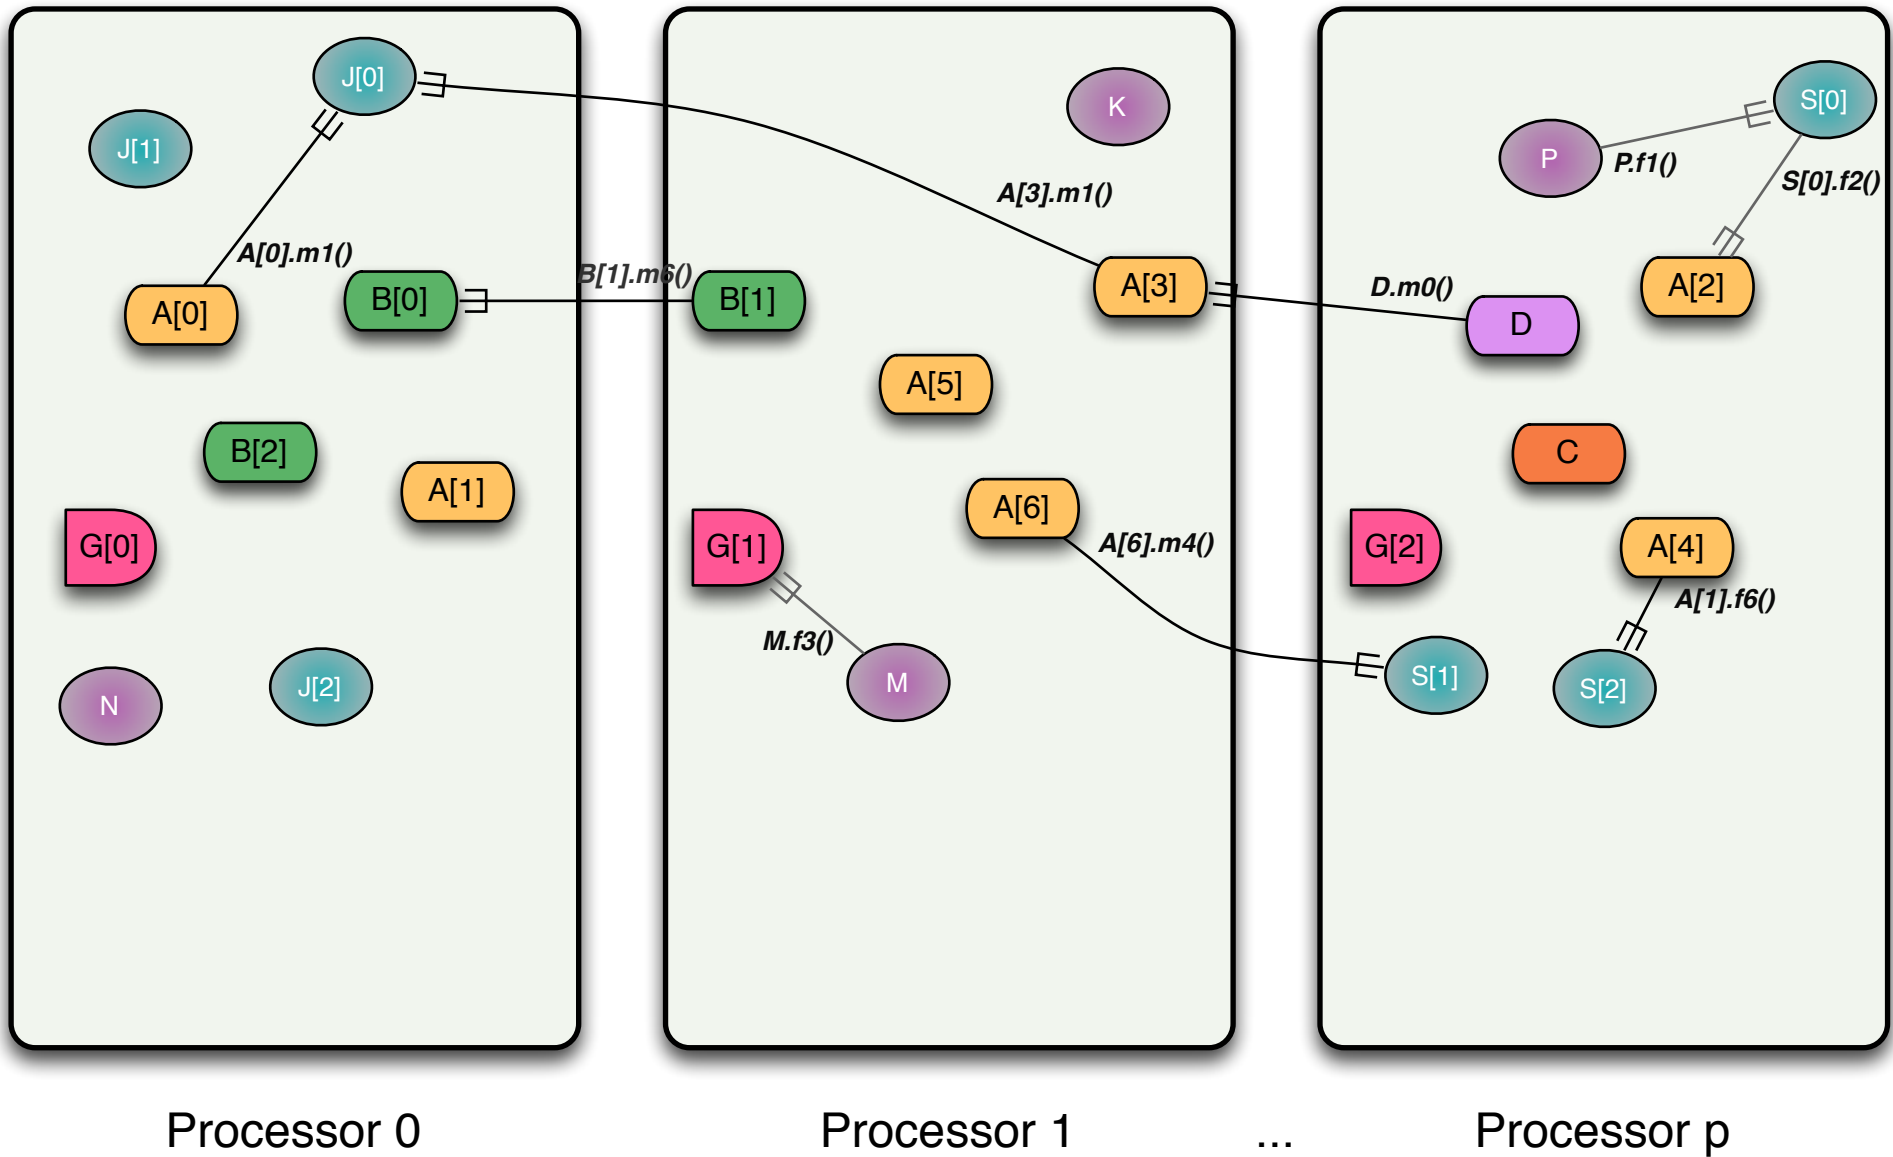 J[0]
J[1]
A[0].m1()
A[0]
B[0]
B[2]
A[1]
G[0]
N
J[2]
K
A[3].m1()
B[1].m6()
B[1]
A[3]
A[5]
A[6]
G[1]
A[6].m4()
M.f3()
M
S[0]
P
P.f1()
S[0].f2()
A[2]
D.m0()
D
C
G[2]
A[4]
A[1].f6()
S[1]
S[2]
Processor 0
Processor 1
...
Processor p